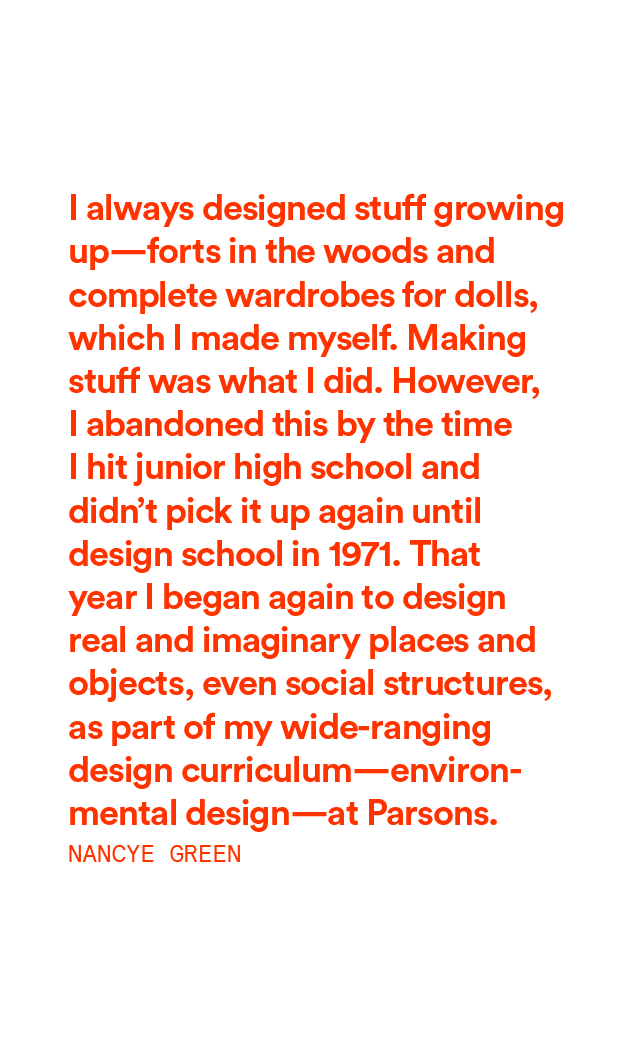 I always designed stuff growing
up—forts in the woods and
complete wardrobes for dolls,
which I made myself. Making
stuff was what I did. However,
I abandoned this by the time
I hit junior high school and
didn’t pick it up again until
design school in 1971. That
year I began again to design
real and imaginary places and
objects, even social structures,
as part of my wide-ranging
design curriculum—environ-
mental design—at Parsons.
NANCYE GREEN